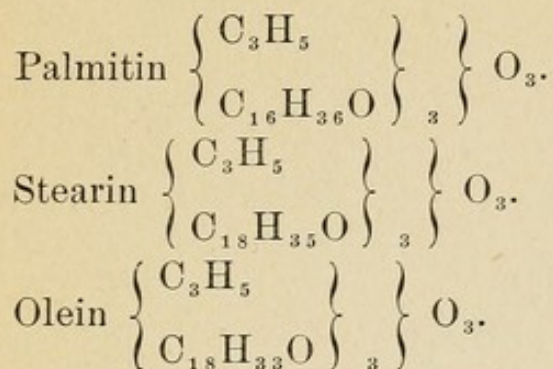 C₃H₅
Palmitin { } } O₃.
C₁₆H₃₆O ₃
C₃H₅
Stearin { } } O₃.
C₁₈H₃₅O ₃
C₃H₅
Olein { } } O₃.
C₁₈H₃₃O ₃